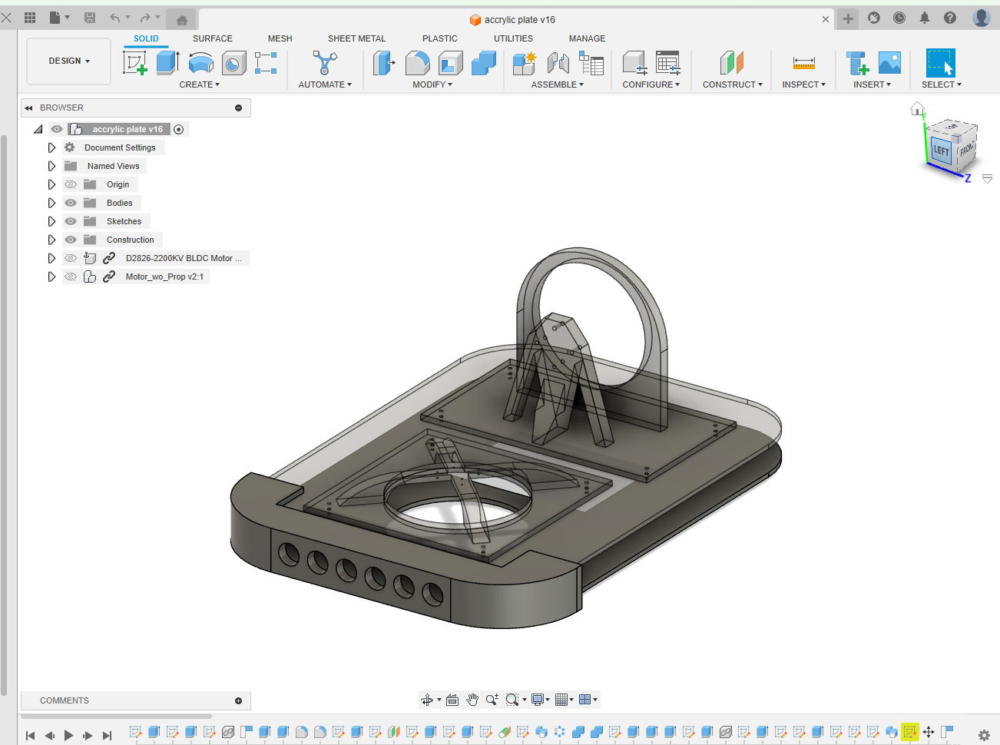 accrylic plate v16
SOLID SURFACE MESH SHEET METAL PLASTIC UTILITIES MANAGE
DESIGN
CREATE AUTOMATE MODIFY ASSEMBLE CONFIGURE CONSTRUCT INSPECT INSERT SELECT
BROWSER
accrylic plate v16
Document Settings
Named Views
Origin
Bodies
Sketches
Construction
D2826-2200KV BLDC Motor ...
Motor_wo_Prop v2:1
Y
LEFT FRONT
Z
COMMENTS